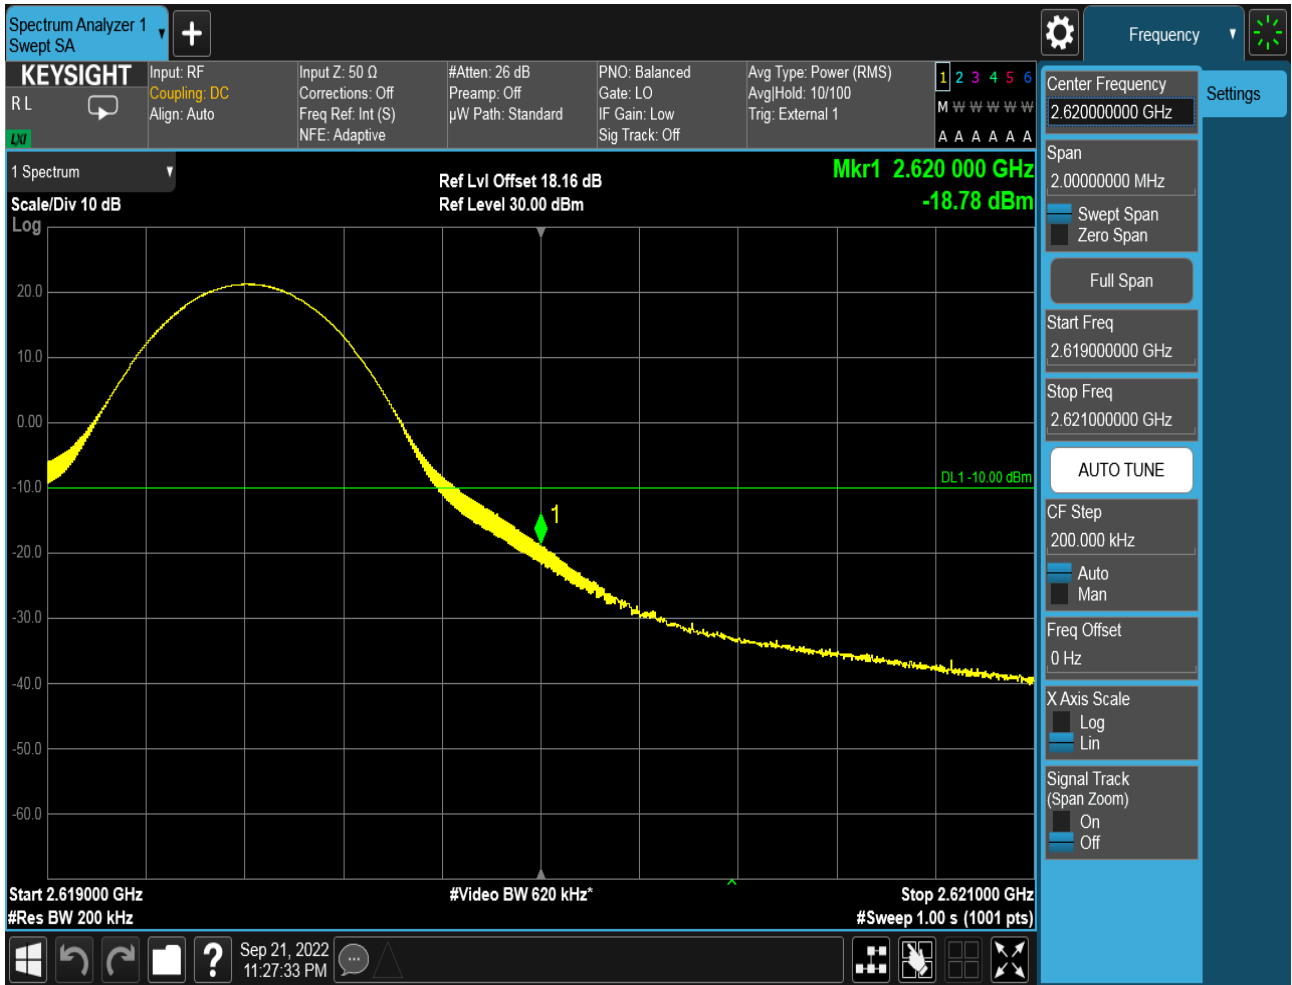 Spectrum Analyzer 1
Swept SA
Frequency
KEYSIGHT
R L
LXI
Input: RF
Coupling: DC
Align: Auto
Input Z: 50 Ω
Corrections: Off
Freq Ref: Int (S)
NFE: Adaptive
#Atten: 26 dB
Preamp: Off
µW Path: Standard
PNO: Balanced
Gate: LO
IF Gain: Low
Sig Track: Off
Avg Type: Power (RMS)
Avg|Hold: 10/100
Trig: External 1
1 2 3 4 5 6
M W W W W W
A A A A A A
1 Spectrum
Scale/Div 10 dB
Log
Ref Lvl Offset 18.16 dB
Ref Level 30.00 dBm
Mkr1 2.620 000 GHz
-18.78 dBm
20.0
10.0
0.00
-10.0
-20.0
-30.0
-40.0
-50.0
-60.0
DL1 -10.00 dBm
1
Start 2.619000 GHz
#Res BW 200 kHz
#Video BW 620 kHz*
Stop 2.621000 GHz
#Sweep 1.00 s (1001 pts)
Sep 21, 2022
11:27:33 PM
Center Frequency
2.620000000 GHz
Settings
Span
2.00000000 MHz
Swept Span
Zero Span
Full Span
Start Freq
2.619000000 GHz
Stop Freq
2.621000000 GHz
AUTO TUNE
CF Step
200.000 kHz
Auto
Man
Freq Offset
0 Hz
X Axis Scale
Log
Lin
Signal Track
(Span Zoom)
On
Off